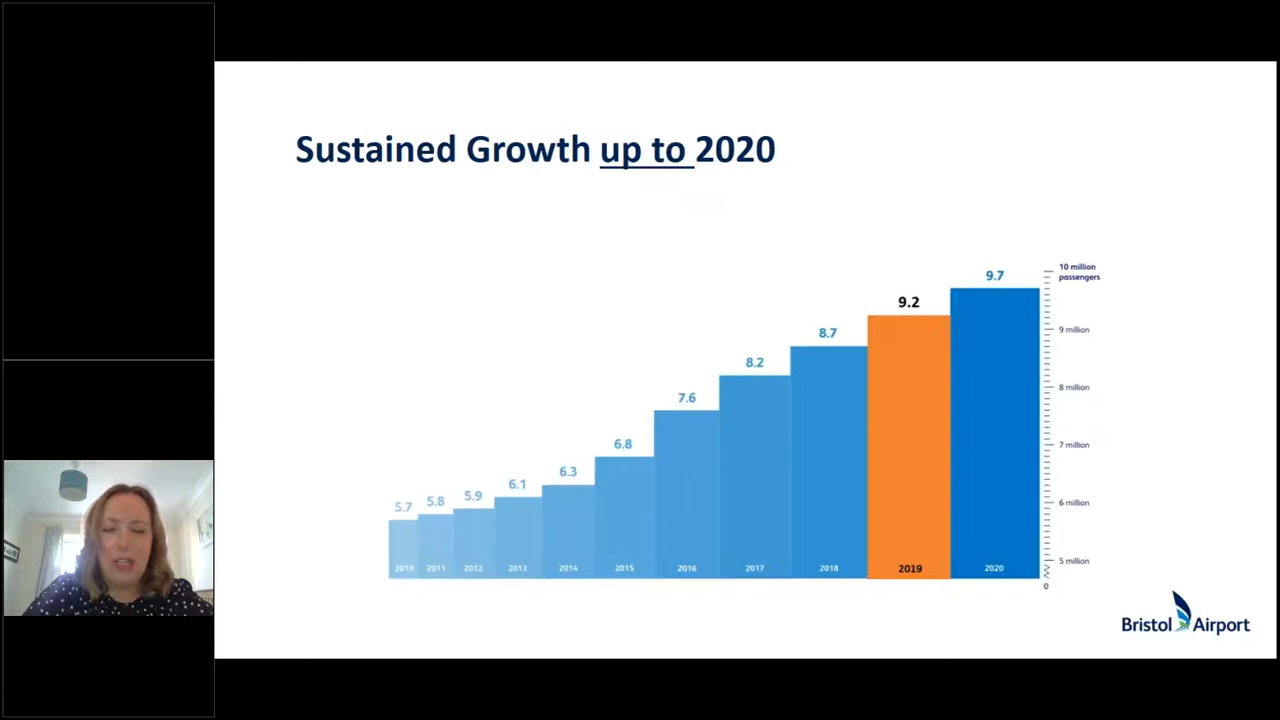 Sustained Growth up to 2020
5.7
5.8
5.9
6.1
6.3
6.8
7.6
8.2
8.7
9.2
9.7
2010
2011
2012
2013
2014
2015
2016
2017
2018
2019
2020
10 million
passengers
9 million
8 million
7 million
6 million
5 million
0
Bristol Airport